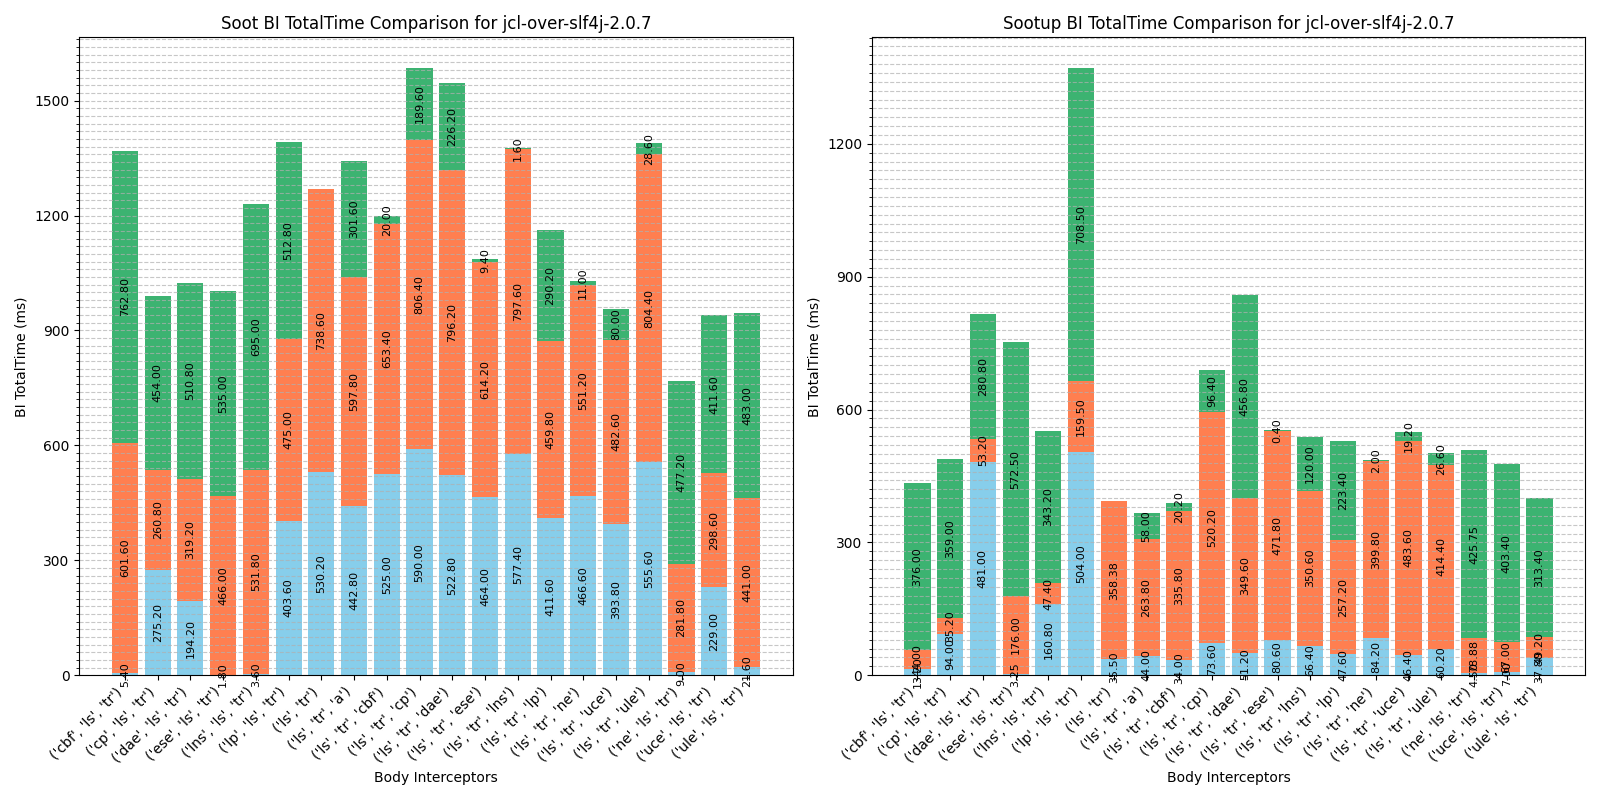 Soot BI TotalTime Comparison for jcl-over-slf4j-2.0.7
BI TotalTime (ms)
1500
1200
900
600
300
0
762.80
601.60
5.40
454.00
260.80
275.20
510.80
319.20
194.20
535.00
466.00
1.80
695.00
531.80
3.60
512.80
475.00
403.60
738.60
530.20
301.60
597.80
442.80
20.00
653.40
525.00
189.60
806.40
590.00
226.20
796.20
522.80
9.40
614.20
464.00
1.60
797.60
577.40
290.20
459.80
411.60
11.00
551.20
466.60
80.00
482.60
393.80
28.60
804.40
555.60
477.20
281.80
9.00
411.60
298.60
229.00
483.00
441.00
21.60
('cbf', 'ls', 'tr')
('cp', 'ls', 'tr')
('dae', 'ls', 'tr')
('ese', 'ls', 'tr')
('lns', 'ls', 'tr')
('lp', 'ls', 'tr')
('ls', 'tr')
('ls', 'tr', 'a')
('ls', 'tr', 'cbf')
('ls', 'tr', 'cp')
('ls', 'tr', 'dae')
('ls', 'tr', 'ese')
('ls', 'tr', 'lns')
('ls', 'tr', 'lp')
('ls', 'tr', 'ne')
('ls', 'tr', 'uce')
('ls', 'tr', 'ule')
('ne', 'ls', 'tr')
('uce', 'ls', 'tr')
('ule', 'ls', 'tr')
Body Interceptors
Sootup BI TotalTime Comparison for jcl-over-slf4j-2.0.7
BI TotalTime (ms)
1200
900
600
300
0
376.00
359.00
35.20
94.00
280.80
53.20
481.00
572.50
176.00
3.25
343.20
47.40
160.80
708.50
159.50
504.00
358.38
35.50
58.00
263.80
44.00
20.20
335.80
34.00
96.40
520.20
73.60
456.80
349.60
51.20
0.40
471.80
80.60
120.00
350.60
66.40
223.40
257.20
47.60
2.00
399.80
84.20
19.20
483.60
46.40
26.60
414.40
60.20
425.75
403.40
313.40
('cbf', 'ls', 'tr')
('cp', 'ls', 'tr')
('dae', 'ls', 'tr')
('ese', 'ls', 'tr')
('lns', 'ls', 'tr')
('lp', 'ls', 'tr')
('ls', 'tr')
('ls', 'tr', 'a')
('ls', 'tr', 'cbf')
('ls', 'tr', 'cp')
('ls', 'tr', 'dae')
('ls', 'tr', 'ese')
('ls', 'tr', 'lns')
('ls', 'tr', 'lp')
('ls', 'tr', 'ne')
('ls', 'tr', 'uce')
('ls', 'tr', 'ule')
('ne', 'ls', 'tr')
('uce', 'ls', 'tr')
('ule', 'ls', 'tr')
Body Interceptors